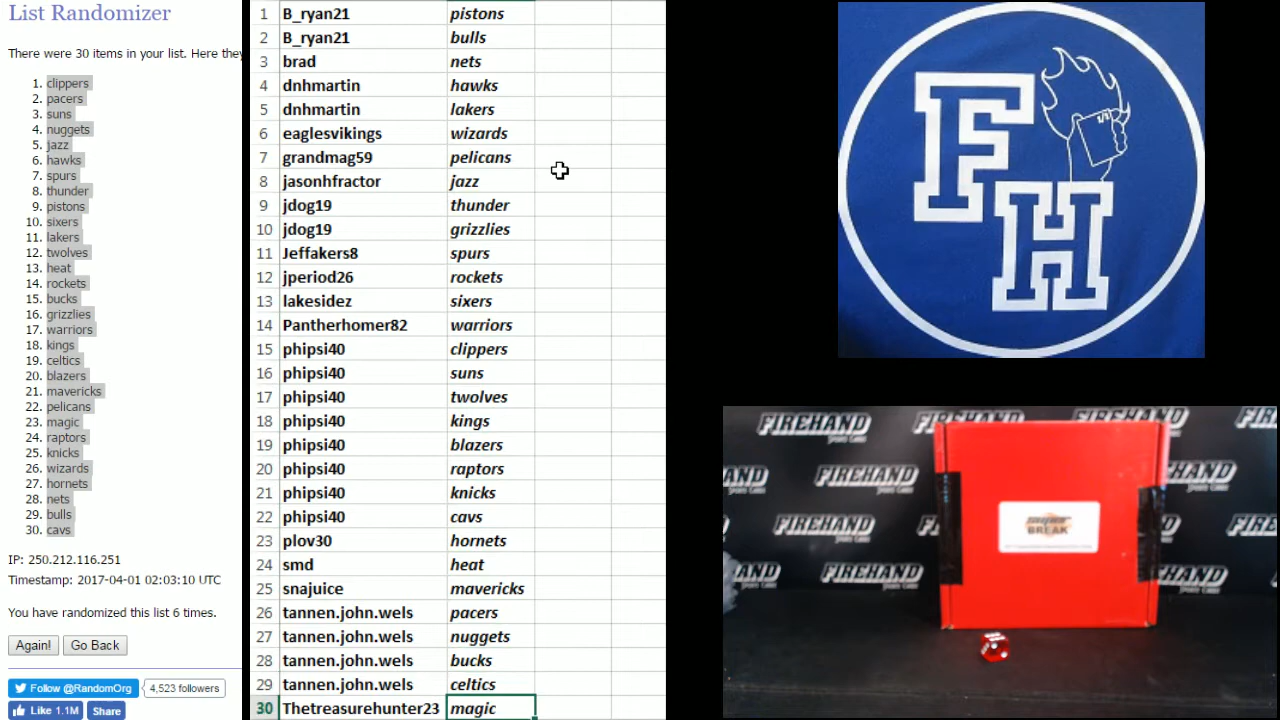 List Randomizer
There were 30 items in your list. Here they
1. clippers
2. pacers
3. suns
4. nuggets
5. jazz
6. hawks
7. spurs
8. thunder
9. pistons
10. sixers
11. lakers
12. twolves
13. heat
14. rockets
15. bucks
16. grizzlies
17. warriors
18. kings
19. celtics
20. blazers
21. mavericks
22. pelicans
23. magic
24. raptors
25. knicks
26. wizards
27. hornets
28. nets
29. bulls
30. cavs
IP: 250.212.116.251
Timestamp: 2017-04-01 02:03:10 UTC
You have randomized this list 6 times.
Again! Go Back
Follow @RandomOrg 4,523 followers
Like 1.1M Share
1 B_ryan21 pistons
2 B_ryan21 bulls
3 brad nets
4 dnhmartin hawks
5 dnhmartin lakers
6 eaglesvikings wizards
7 grandmag59 pelicans
8 jasonhfractor jazz
9 jdog19 thunder
10 jdog19 grizzlies
11 Jeffakers8 spurs
12 jperiod26 rockets
13 lakesidez sixers
14 Pantherhomer82 warriors
15 phipsi40 clippers
16 phipsi40 suns
17 phipsi40 twolves
18 phipsi40 kings
19 phipsi40 blazers
20 phipsi40 raptors
21 phipsi40 knicks
22 phipsi40 cavs
23 plov30 hornets
24 smd heat
25 snajuice mavericks
26 tannen.john.wels pacers
27 tannen.john.wels nuggets
28 tannen.john.wels bucks
29 tannen.john.wels celtics
30 Thetreasurehunter23 magic
FH
1/1
FIREHAND
FIREHAND
FIREHAND
FIREHAND
FIREHAND
BREAK